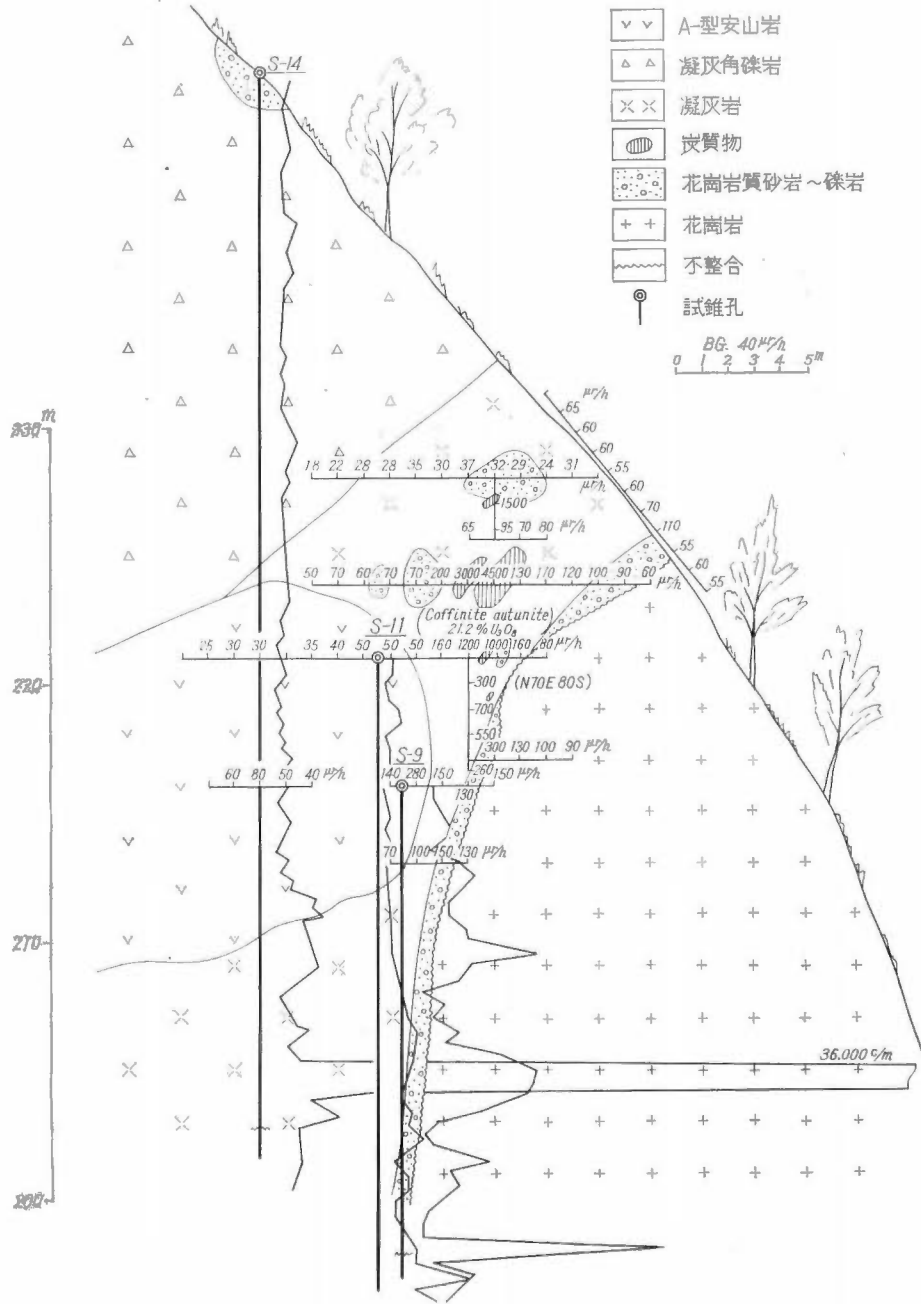 A-型安山岩
凝灰角礫岩
凝灰岩
炭質物
花崗岩質砂岩~礫岩
花崗岩
不整合
試錐孔
BG. 40 μr/h
0 1 2 3 4 5m
S-14
μr/h
65
60
60
55
60
70
110
55
60
55
230 m
18 22 28 28 35 30 37 32 29 24 31
μr/h
1500
65 95 70 80 μr/h
50 70 60 70 70 200 3000 4500 130 170 120 100 90 60
μr/h
(Coffinite autunite)
21.2 % U3O8
S-11
25 30 30 35 40 50 50 50 160 1200 1000 160 80 μr/h
220
300 (N70E 80S)
700
550
300 130 100 90 μr/h
260
S-9
60 80 50 40 μr/h
140 280 150 150 μr/h
130
70 100 150 130 μr/h
210
36.000 c/m
200